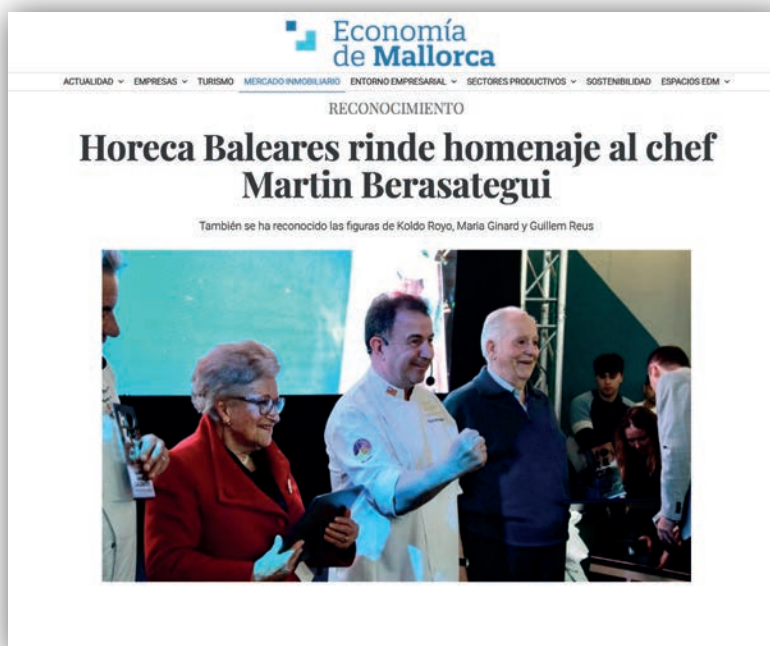 Economía
de Mallorca
ACTUALIDAD EMPRESAS TURISMO MERCADO INMOBILIARIO ENTORNO EMPRESARIAL SECTORES PRODUCTIVOS SOSTENIBILIDAD ESPACIOS EDM
RECONOCIMIENTO
Horeca Baleares rinde homenaje al chef
Martin Berasategui
También se ha reconocido las figuras de Koldo Royo, Maria Ginard y Guillem Reus